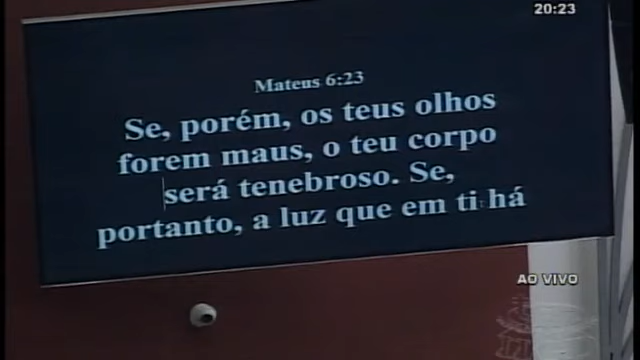 20:23
Mateus 6:23
Se, porém, os teus olhos
forem maus, o teu corpo
será tenebroso. Se,
portanto, a luz que em ti há
AO VIVO